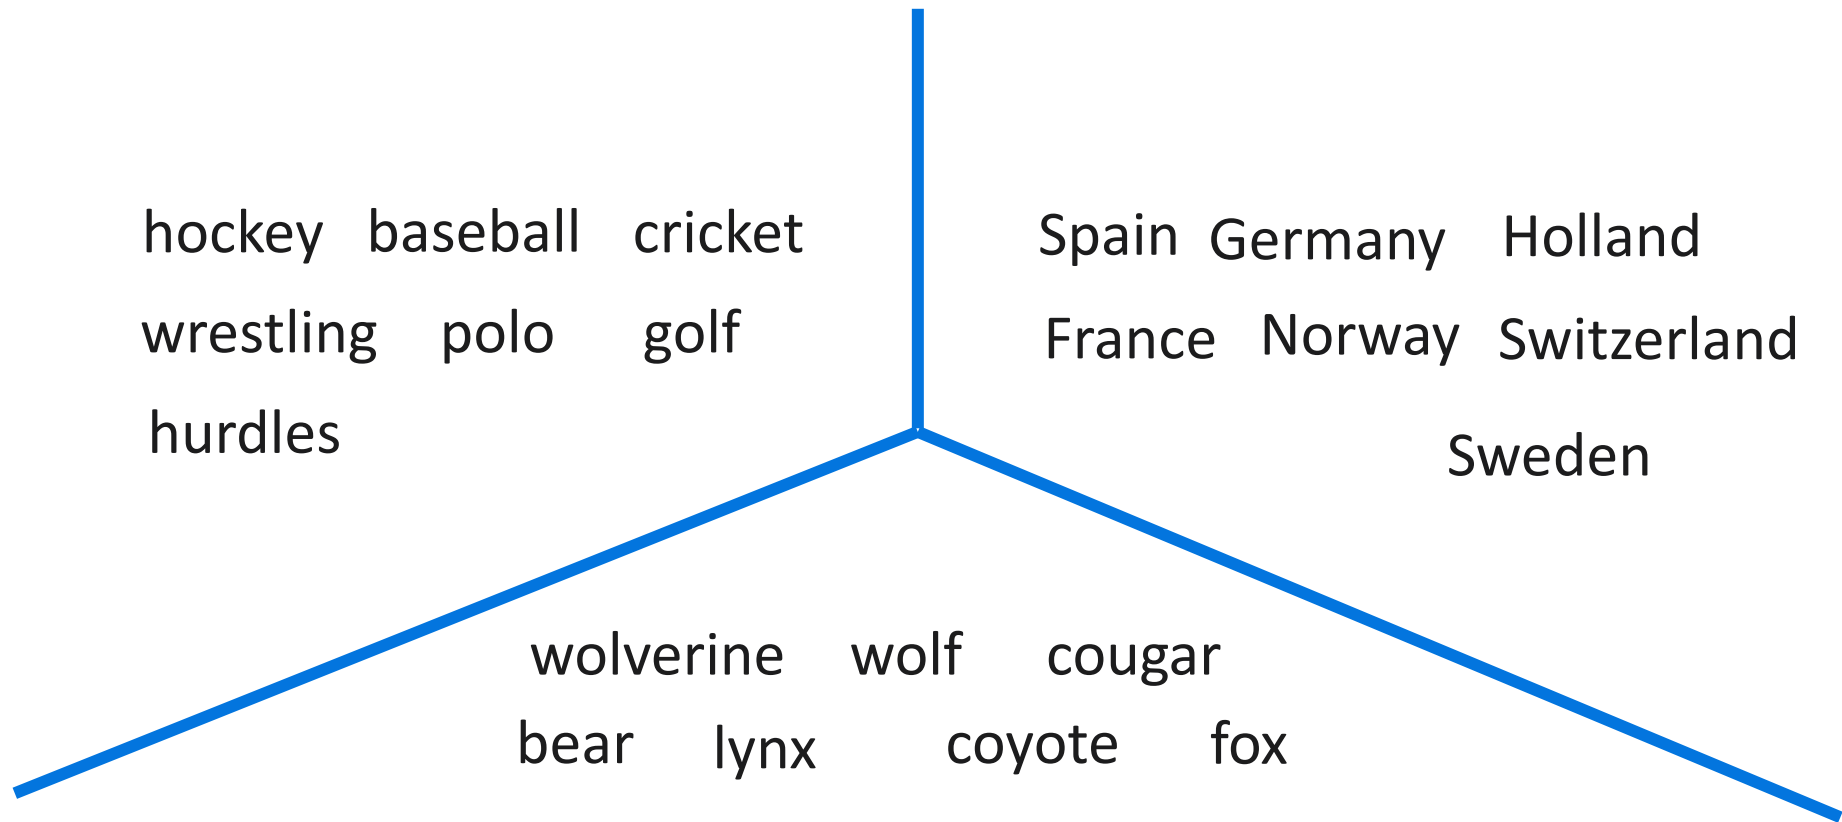 hockey baseball cricket
wrestling polo golf
hurdles
Spain Germany Holland
France Norway Switzerland
Sweden
wolverine wolf cougar
bear lynx coyote fox